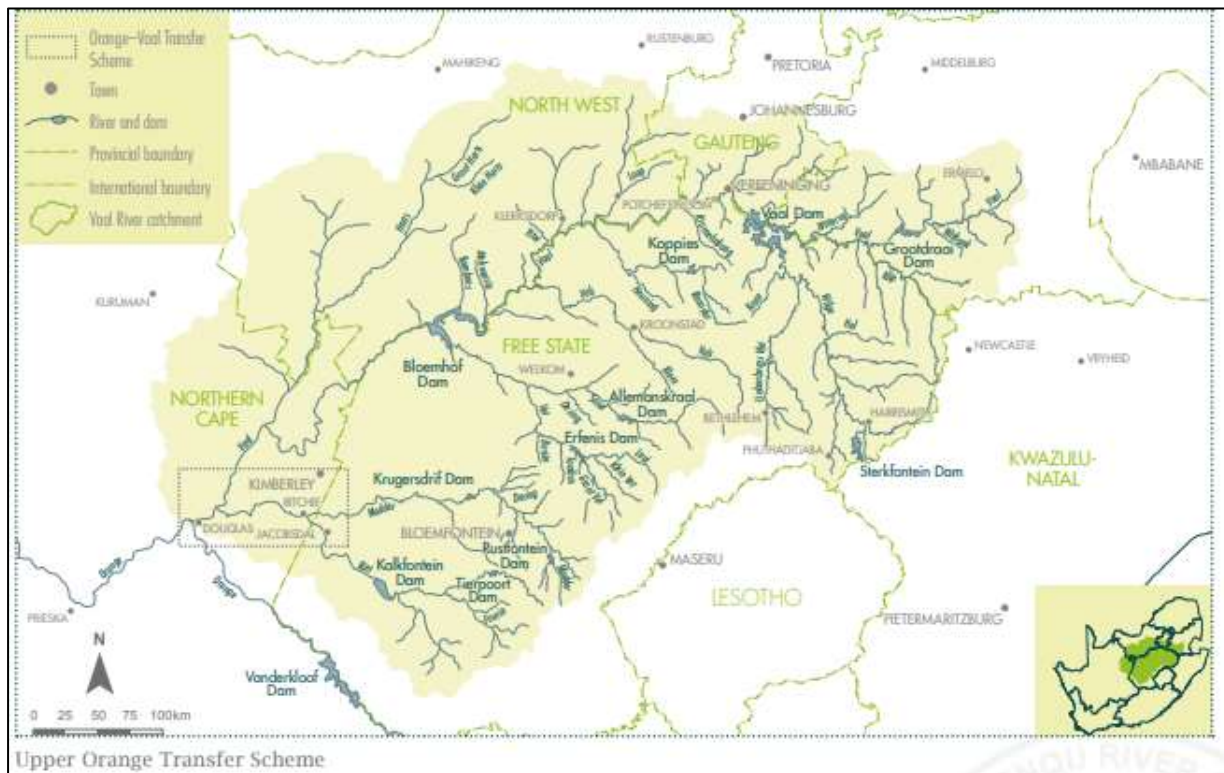 Orange–Vaal Transfer
Scheme
Town
River and dam
Provincial boundary
International boundary
Vaal River catchment
RUSTENBURG
MAHIKENG
PRETORIA
MIDDELBURG
NORTH WEST
JOHANNESBURG
GAUTENG
MBABANE
ERMELO
VEREENIGING
POTCHEFSTROOM
KLERKSDORP
Vaal Dam
Koppies
Dam
Grootdraai
Dam
KURUMAN
KROONSTAD
NEWCASTLE
VRYHEID
FREE STATE
Bloemhof
Dam
WELKOM
NORTHERN
CAPE
Allemanskraal
Dam
BETHLEHEM
HARRISMITH
Erfenis Dam
PHUTHADITJHABA
Sterkfontein Dam
KWAZULU-
NATAL
KIMBERLEY
RITCHIE
Krugersdrif Dam
Modder
DOUGLAS
JACOBSDAL
BLOEMFONTEIN
Rustfontein
Dam
Kalkfontein
Dam
Tierpoort
Dam
MASERU
LESOTHO
Orange
Orange
PRIESKA
PIETERMARITZBURG
N
Vanderkloof
Dam
0 25 50 75 100km
Upper Orange Transfer Scheme
RIVER